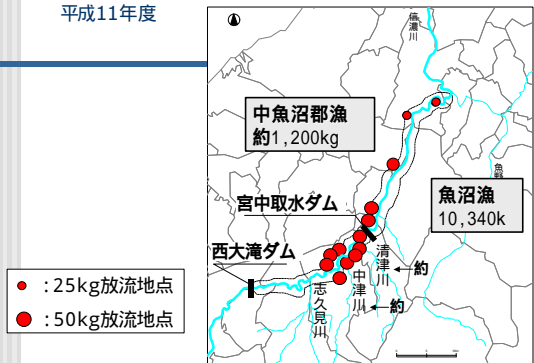 平成11年度
信濃川
中魚沼郡漁
約1,200kg
魚野
魚沼漁
10,340k
宮中取水ダム
西大滝ダム
清津川
約
中津川
約
志久見川
:25kg放流地点
:50kg放流地点